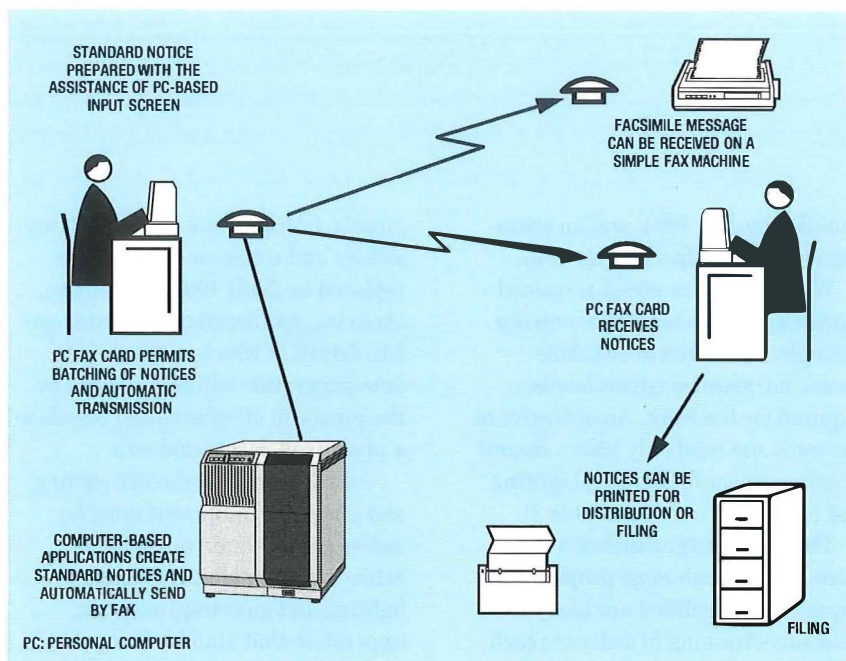 STANDARD NOTICE
PREPARED WITH THE
ASSISTANCE OF PC-BASED
INPUT SCREEN
FACSIMILE MESSAGE
CAN BE RECEIVED ON A
SIMPLE FAX MACHINE
PC FAX CARD
RECEIVES
NOTICES
PC FAX CARD PERMITS
BATCHING OF NOTICES
AND AUTOMATIC
TRANSMISSION
NOTICES CAN BE
PRINTED FOR
DISTRIBUTION OR
FILING
COMPUTER-BASED
APPLICATIONS CREATE
STANDARD NOTICES AND
AUTOMATICALLY SEND
BY FAX
FILING
PC: PERSONAL COMPUTER